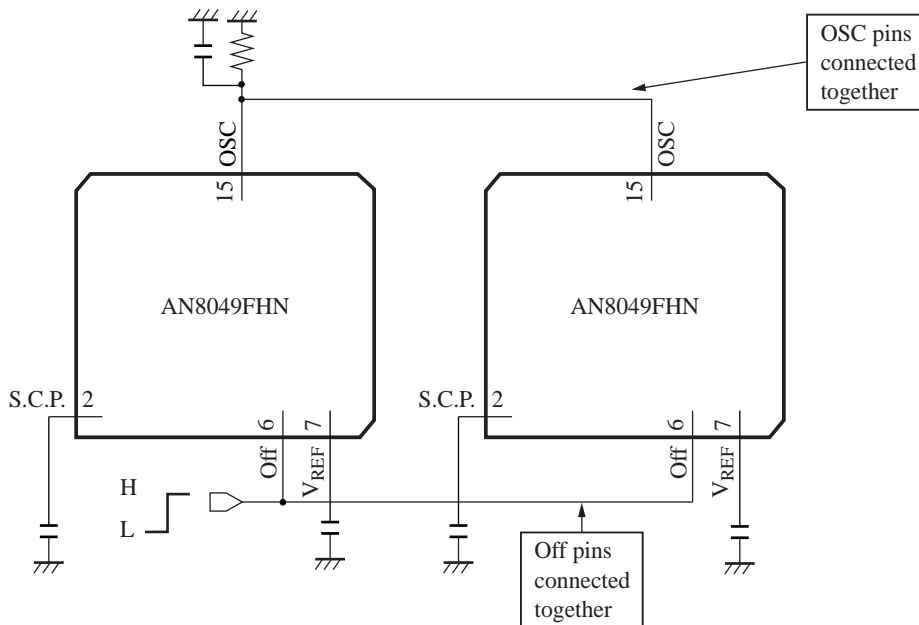 OSC pins
connected
together
OSC
15
OSC
15
AN8049FHN
AN8049FHN
S.C.P. 2
6
7
S.C.P. 2
6
7
Off
VREF
Off
VREF
H
L
Off pins
connected
together